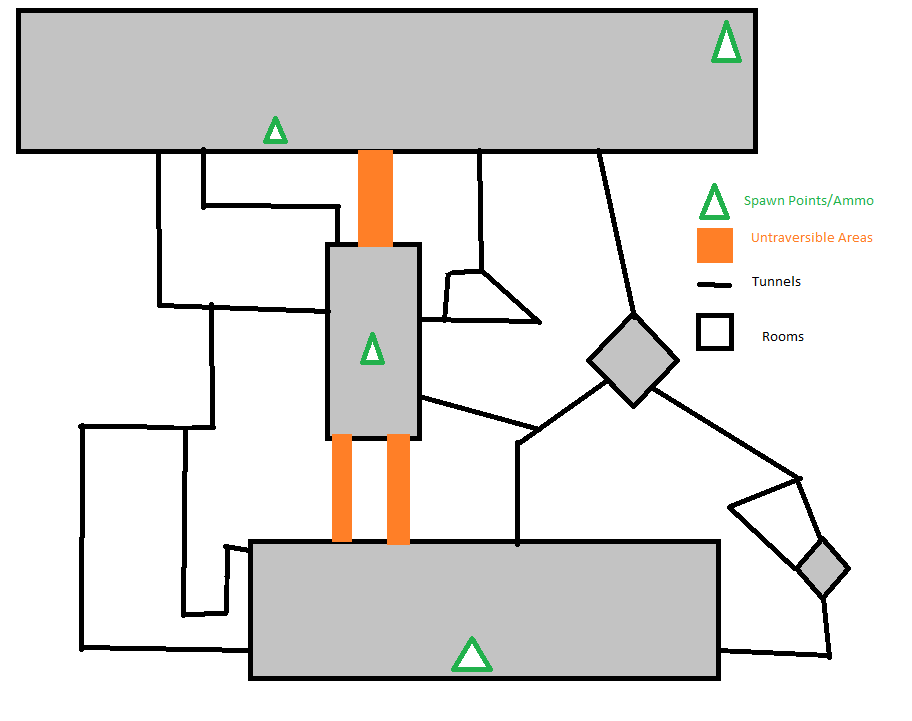 Spawn Points/Ammo
Untraversible Areas
Tunnels
Rooms